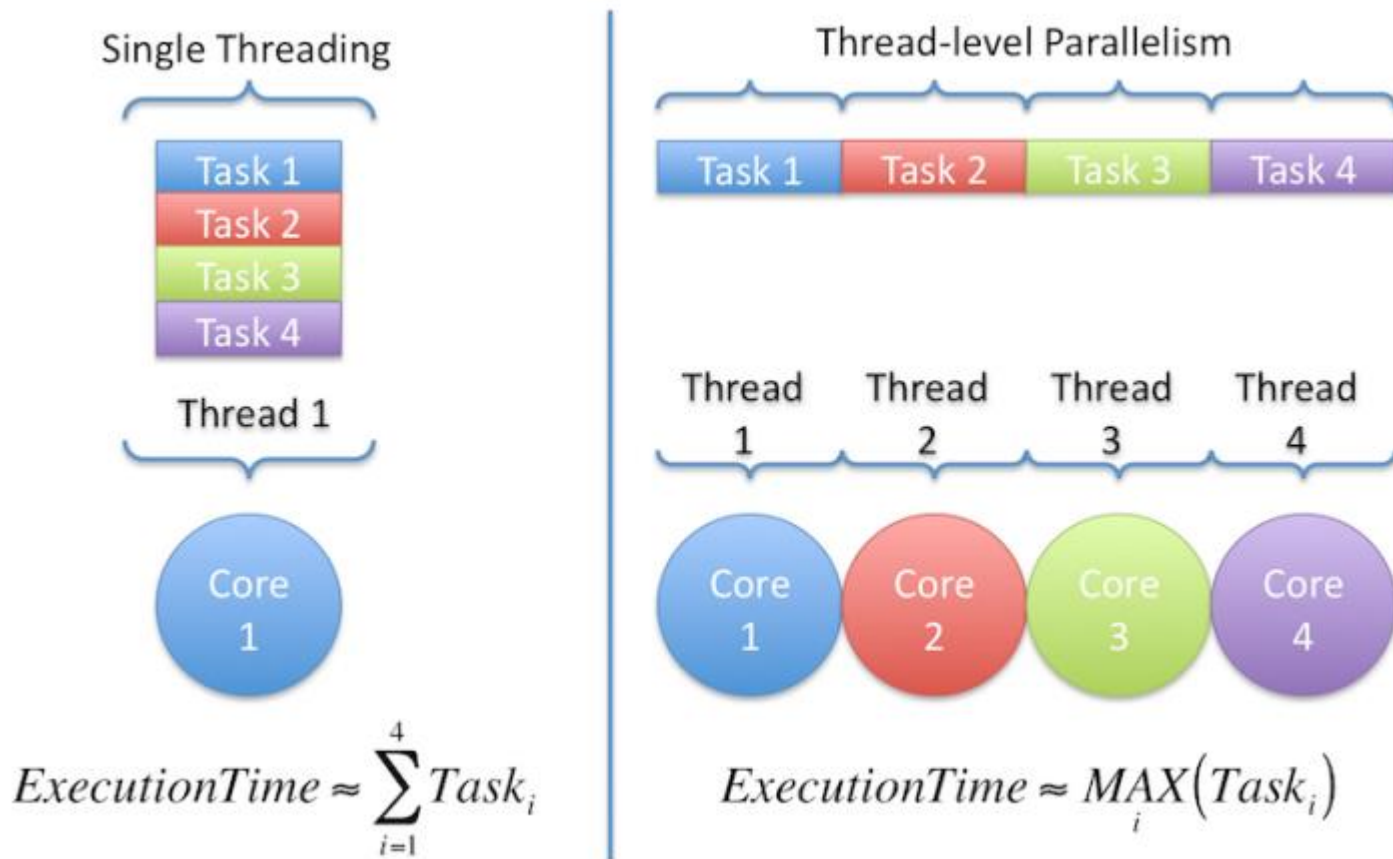 Single Threading
Task 1
Task 2
Task 3
Task 4
Thread 1
Core
1
ExecutionTime ≈ ∑_{i=1}^{4} Task_i
Thread-level Parallelism
Task 1 Task 2 Task 3 Task 4
Thread Thread Thread Thread
1 2 3 4
Core Core Core Core
1 2 3 4
ExecutionTime ≈ MAX_i(Task_i)